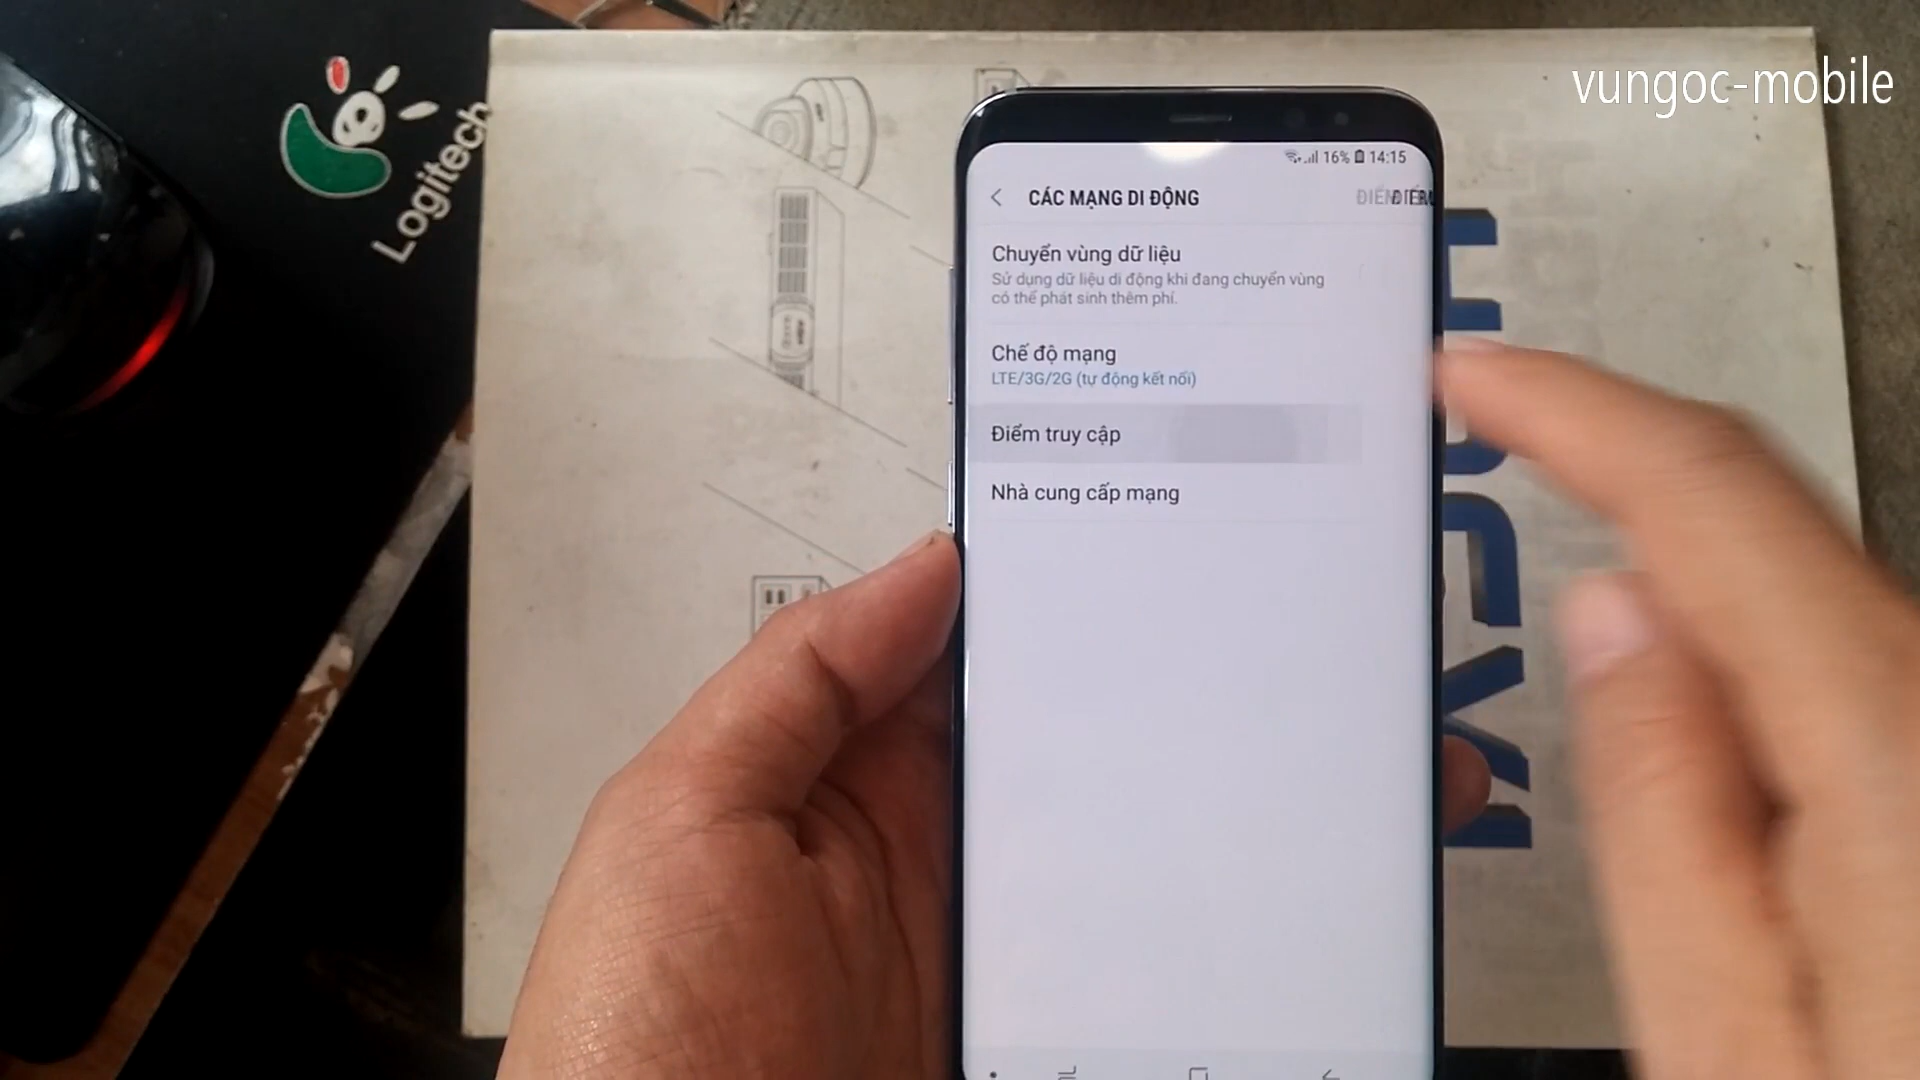 vungoc-mobile
Logitech
16% 14:15
CÁC MẠNG DI ĐỘNG
Chuyển vùng dữ liệu
Sử dụng dữ liệu di động khi đang chuyển vùng
có thể phát sinh thêm phí.
Chế độ mạng
LTE/3G/2G (tự động kết nối)
Điểm truy cập
Nhà cung cấp mạng